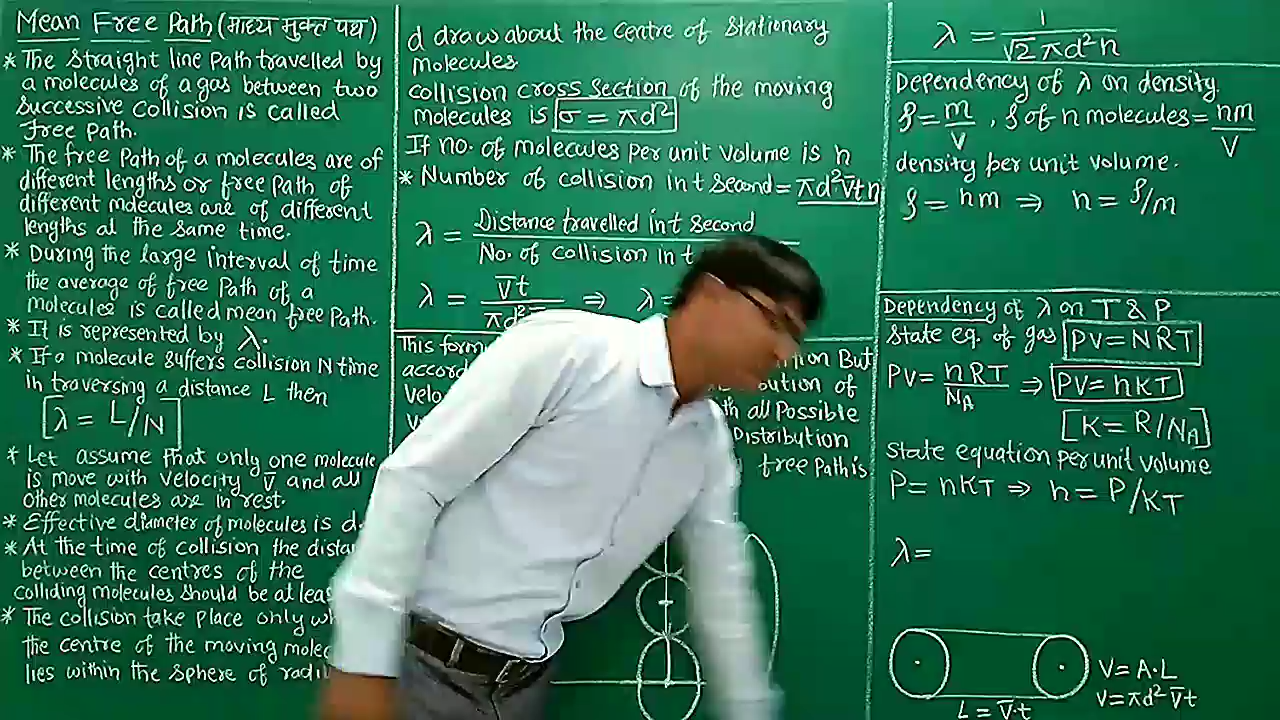 Mean Free Path (माध्य मुक्त पथ)
* The straight line Path travelled by
a molecules of a gas between two
successive collision is called
free Path.
* The free Path of a molecules are of
different lengths or free Path of
different molecules are of different
lengths at the same time.
* During the large interval of time
the average of free Path of a
molecules is called mean free Path.
* It is represented by λ.
* If a molecule suffers collision N time
in traversing a distance L then
λ = L/N
* Let assume that only one molecule
is move with velocity v̅ and all
other molecules are in rest.
* Effective diameter of molecules is d
* At the time of collision the
between the centres of the
colliding molecules should be at
* The collision take place only
the centre of the moving
lies within the sphere of
d draw about the centre of stationary
molecules
collision cross section of the moving
molecules is σ = πd²
If no. of molecules per unit volume is n
* Number of collision in t second = πd²v̅tn
λ = Distance travelled in t second
No. of collision in t
λ = v̅t ⇒ λ =
πd²
This
But
of
all Possible
Distribution
free Path is
λ = 1
√2 πd²n
Dependency of λ on density.
ρ = m/V , ρ of n molecules = nm/V
density per unit volume.
ρ = nm ⇒ n = ρ/m
Dependency of λ on T & P
state eq. of gas PV = NRT
PV = nRT/N_A ⇒ PV = nKT
[K = R/N_A]
state equation per unit volume
P = nKT ⇒ n = P/KT
λ =
V = A·L
V = πd² v̅t
L = v̅·t